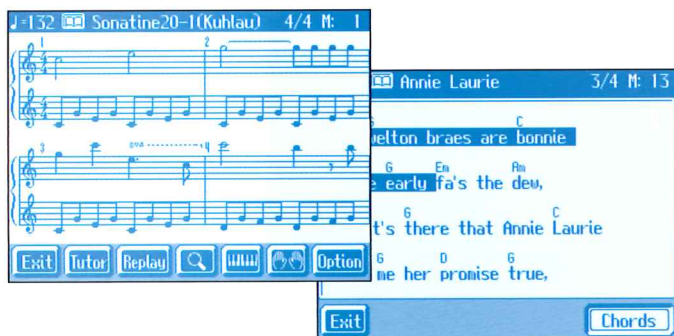 ♩=132 Sonatine20-1(Kuhlau) 4/4 M: 1
1 2
3 8va 4
Exit Tutor Replay Option
Annie Laurie 3/4 M: 13
G C
welton braes are bonnie
G Em Am
early fa's the dew,
G C
t's there that Annie Laurie
G D G
me her promise true,
Exit Chords